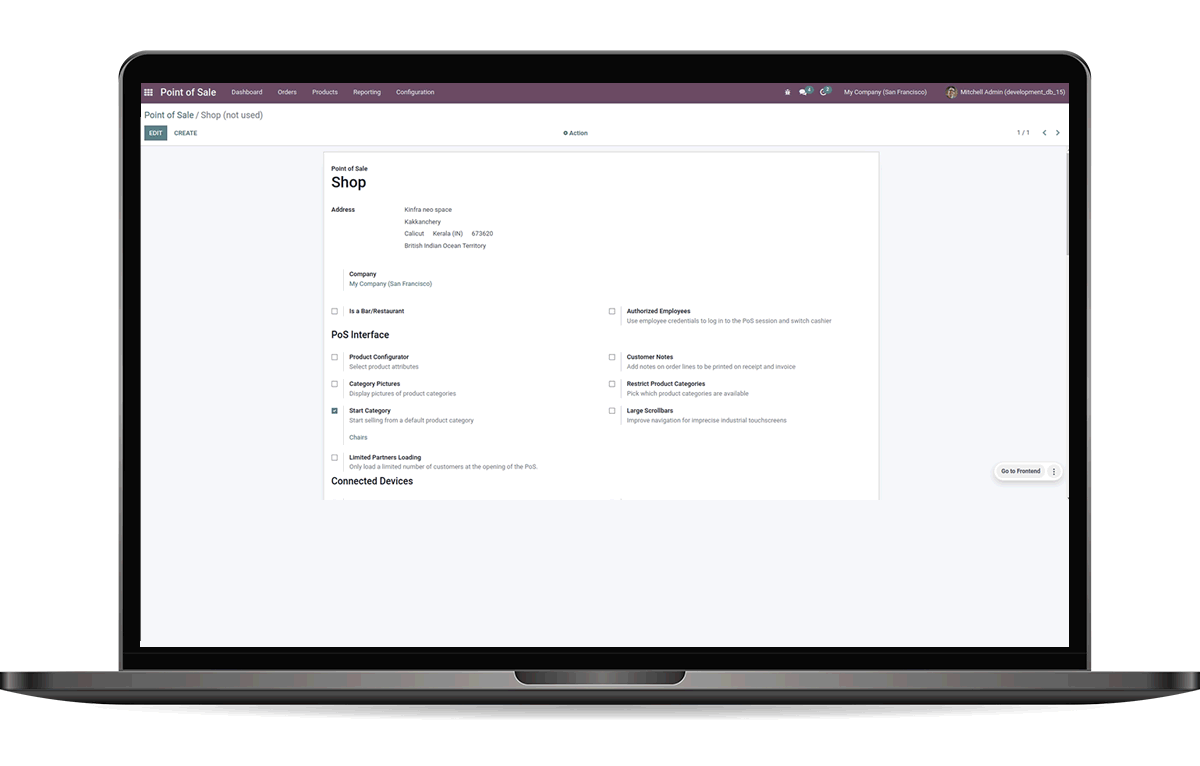 Point of Sale Dashboard Orders Products Reporting Configuration 4 2 My Company (San Francisco) Mitchell Admin (development_db_15)
Point of Sale / Shop (not used)
EDIT CREATE Action 1 / 1
Point of Sale
Shop
Address Kinfra neo space
Kakkanchery
Calicut Kerala (IN) 673620
British Indian Ocean Territory
Company
My Company (San Francisco)
Is a Bar/Restaurant
Authorized Employees
Use employee credentials to log in to the PoS session and switch cashier
PoS Interface
Product Configurator
Select product attributes
Customer Notes
Add notes on order lines to be printed on receipt and invoice
Category Pictures
Display pictures of product categories
Restrict Product Categories
Pick which product categories are available
Start Category
Start selling from a default product category
Chairs
Large Scrollbars
Improve navigation for imprecise industrial touchscreens
Limited Partners Loading
Only load a limited number of customers at the opening of the PoS.
Go to Frontend
Connected Devices